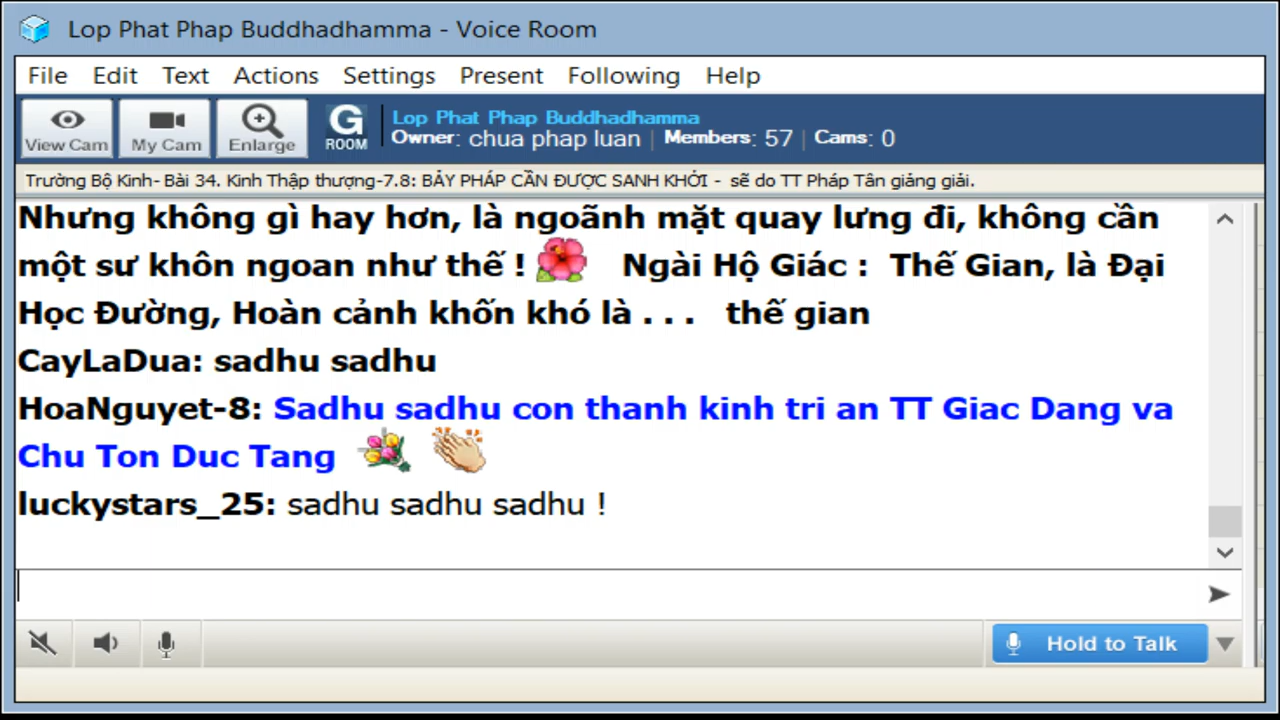 Lop Phat Phap Buddhadhamma - Voice Room
File Edit Text Actions Settings Present Following Help
View Cam My Cam Enlarge G ROOM Lop Phat Phap Buddhadhamma
Owner: chua phap luan | Members: 57 | Cams: 0
Trường Bộ Kinh- Bài 34. Kinh Thập thượng-7.8: BẢY PHÁP CẦN ĐƯỢC SANH KHỞI - sẽ do TT Pháp Tân giảng giải.
Nhưng không gì hay hơn, là ngoãnh mặt quay lưng đi, không cần
một sư khôn ngoan như thế ! Ngài Hộ Giác : Thế Gian, là Đại
Học Đường, Hoàn cảnh khốn khó là . . . thế gian
CayLaDua: sadhu sadhu
HoaNguyet-8: Sadhu sadhu con thanh kinh tri an TT Giac Dang va
Chu Ton Duc Tang
luckystars_25: sadhu sadhu sadhu !
Hold to Talk